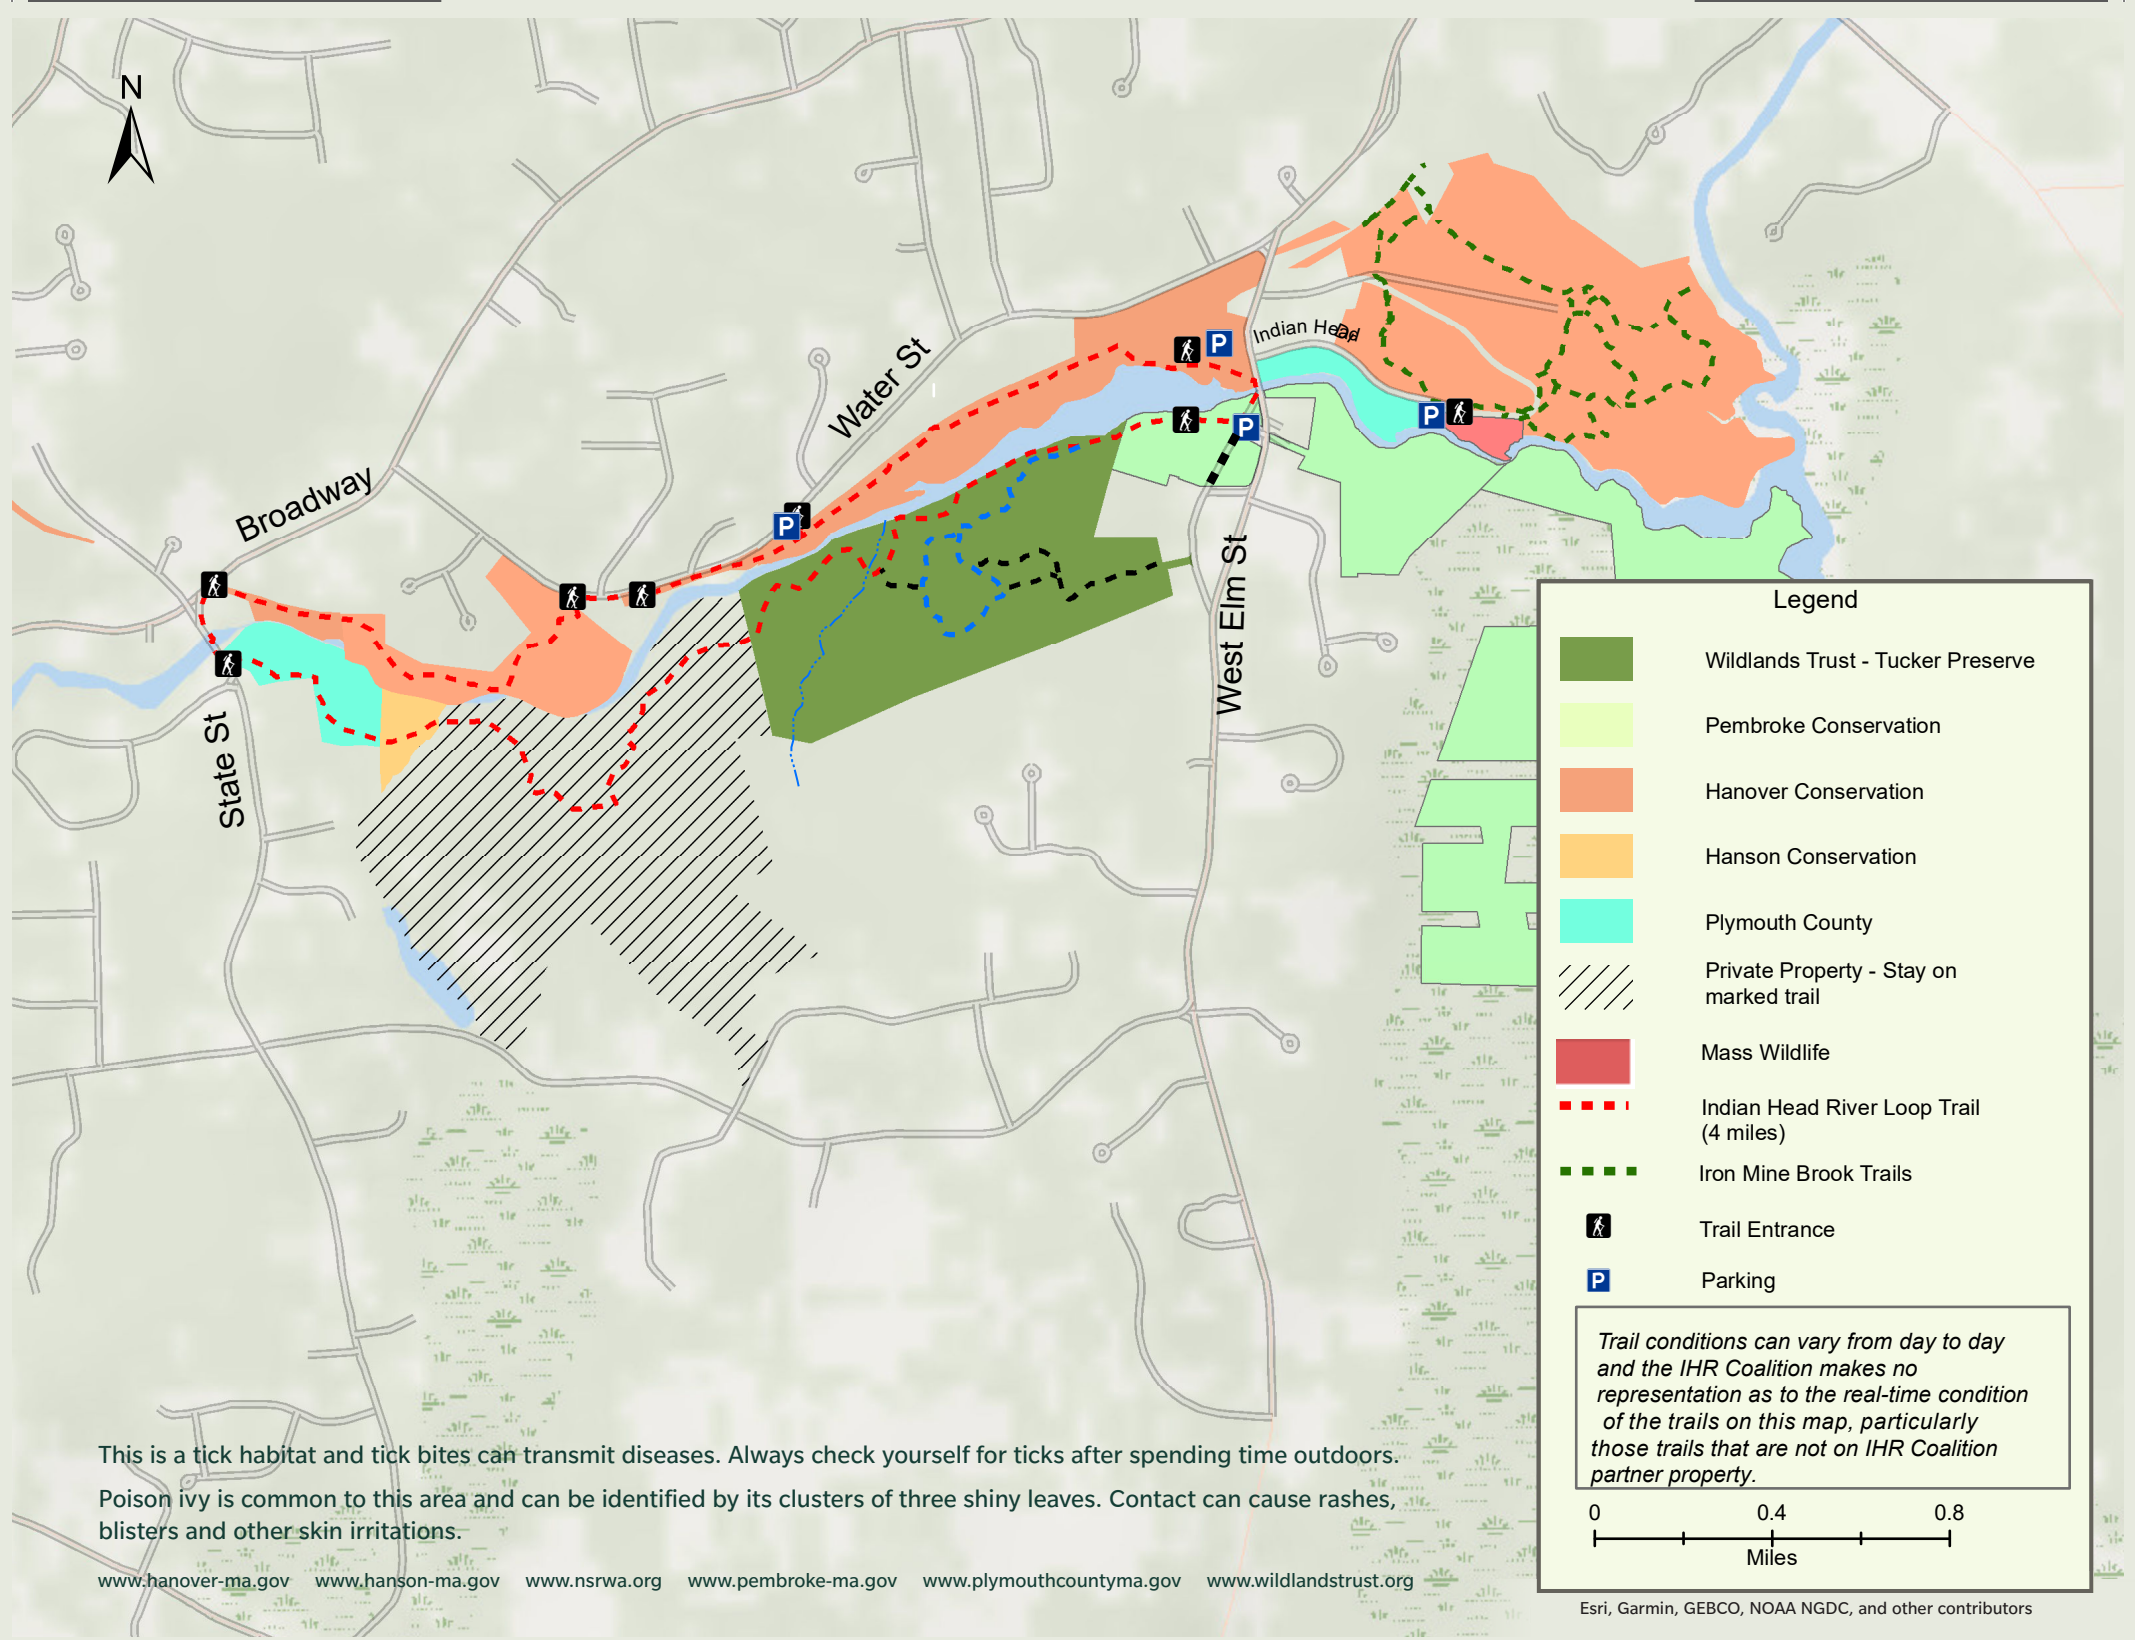 N
Broadway
Water St
Indian Head
State St
West Elm St
P
P
P
P
Legend
Wildlands Trust - Tucker Preserve
Pembroke Conservation
Hanover Conservation
Hanson Conservation
Plymouth County
Private Property - Stay on
marked trail
Mass Wildlife
Indian Head River Loop Trail
(4 miles)
Iron Mine Brook Trails
Trail Entrance
P Parking
Trail conditions can vary from day to day
and the IHR Coalition makes no
representation as to the real-time condition
of the trails on this map, particularly
those trails that are not on IHR Coalition
partner property.
0 0.4 0.8
Miles
This is a tick habitat and tick bites can transmit diseases. Always check yourself for ticks after spending time outdoors.
Poison ivy is common to this area and can be identified by its clusters of three shiny leaves. Contact can cause rashes,
blisters and other skin irritations.
www.hanover-ma.gov www.hanson-ma.gov www.nsrwa.org www.pembroke-ma.gov www.plymouthcountyma.gov www.wildlandstrust.org
Esri, Garmin, GEBCO, NOAA NGDC, and other contributors